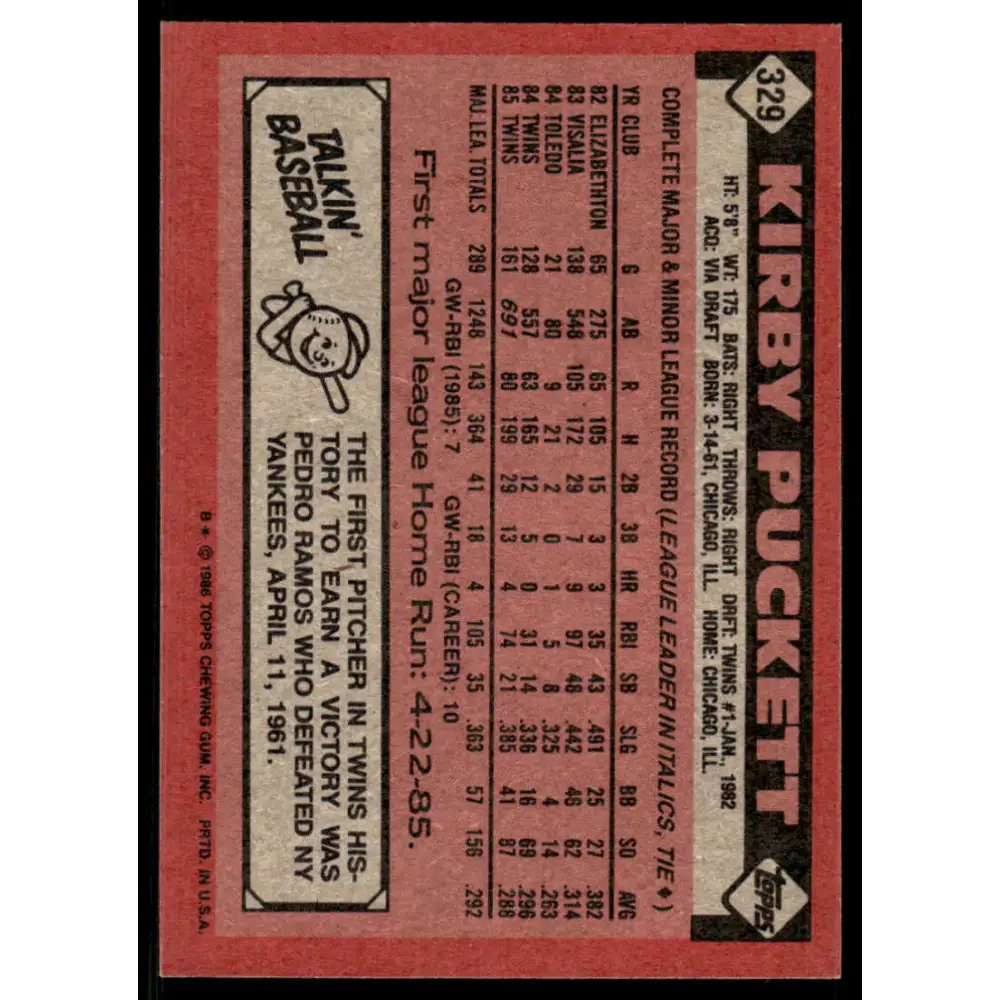 329
KIRBY PUCKETT
topps
HT: 5'8" WT: 175 BATS: RIGHT THROWS: RIGHT DRFT: TWINS #1-JAN., 1982
ACQ: VIA DRAFT BORN: 3-14-61, CHICAGO, ILL. HOME: CHICAGO, ILL.
COMPLETE MAJOR & MINOR LEAGUE RECORD (LEAGUE LEADER IN ITALICS, TIE ♦)
YR CLUB G AB R H 2B 3B HR RBI SB SLG BB SO AVG
82 ELIZABETHTON 65 275 65 105 15 3 3 35 43 .491 25 27 .382
83 VISALIA 138 548 105 172 29 7 9 97 48 .442 46 62 .314
84 TOLEDO 21 80 9 21 2 0 1 5 8 .325 4 14 .263
84 TWINS 128 557 63 165 12 5 0 31 14 .336 16 69 .296
85 TWINS 161 691 80 199 29 13 4 74 21 .385 41 87 .288
MAJ. LEA. TOTALS 289 1248 143 364 41 18 4 105 35 .363 57 156 .292
GW-RBI (1985): 7 GW-RBI (CAREER): 10
First major league Home Run: 4-22-85.
TALKIN'
BASEBALL
THE FIRST PITCHER IN TWINS HIS-
TORY TO EARN A VICTORY WAS
PEDRO RAMOS WHO DEFEATED NY
YANKEES, APRIL 11, 1961.
B* © 1986 TOPPS CHEWING GUM, INC. PRTD. IN U.S.A.